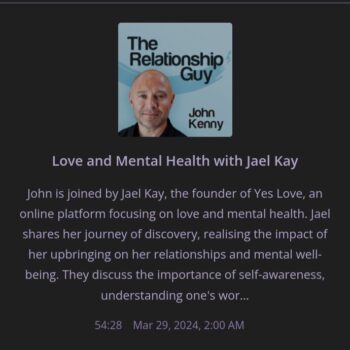 The
Relationship
Guy
John
Kenny
Love and Mental Health with Jael Kay
John is joined by Jael Kay, the founder of Yes Love, an
online platform focusing on love and mental health. Jael
shares her journey of discovery, realising the impact of
her upbringing on her relationships and mental well-
being. They discuss the importance of self-awareness,
understanding one's wor...
54:28 Mar 29, 2024, 2:00 AM